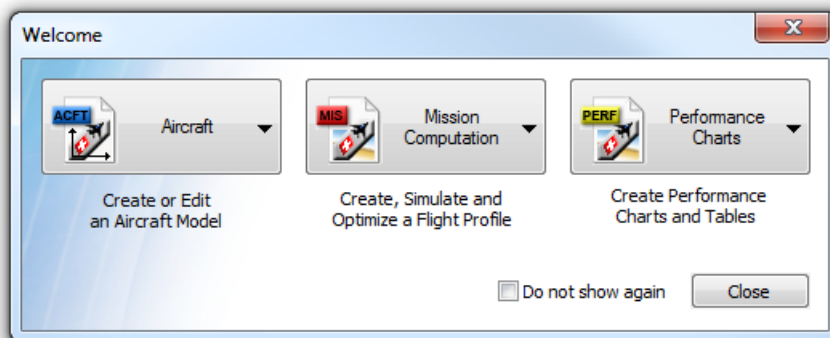 Welcome
ACFT
Aircraft
MIS
Mission
Computation
PERF
Performance
Charts
Create or Edit
an Aircraft Model
Create, Simulate and
Optimize a Flight Profile
Create Performance
Charts and Tables
Do not show again
Close